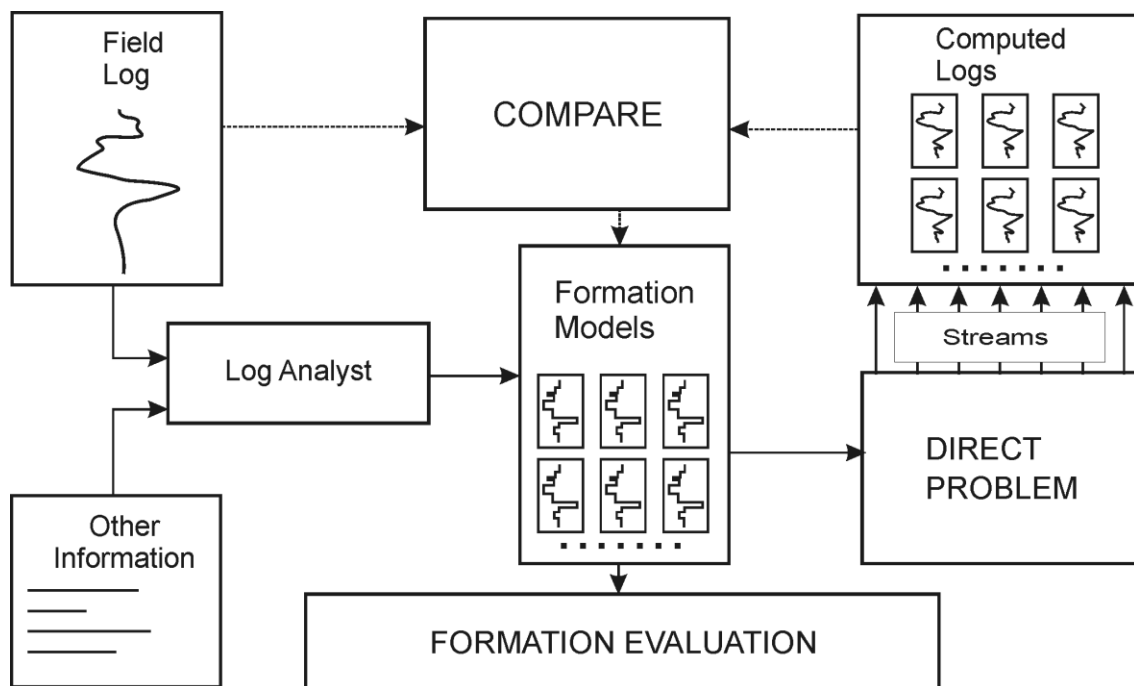 Field
Log
COMPARE
Computed
Logs
Formation
Models
Streams
Log Analyst
DIRECT
PROBLEM
Other
Information
FORMATION EVALUATION